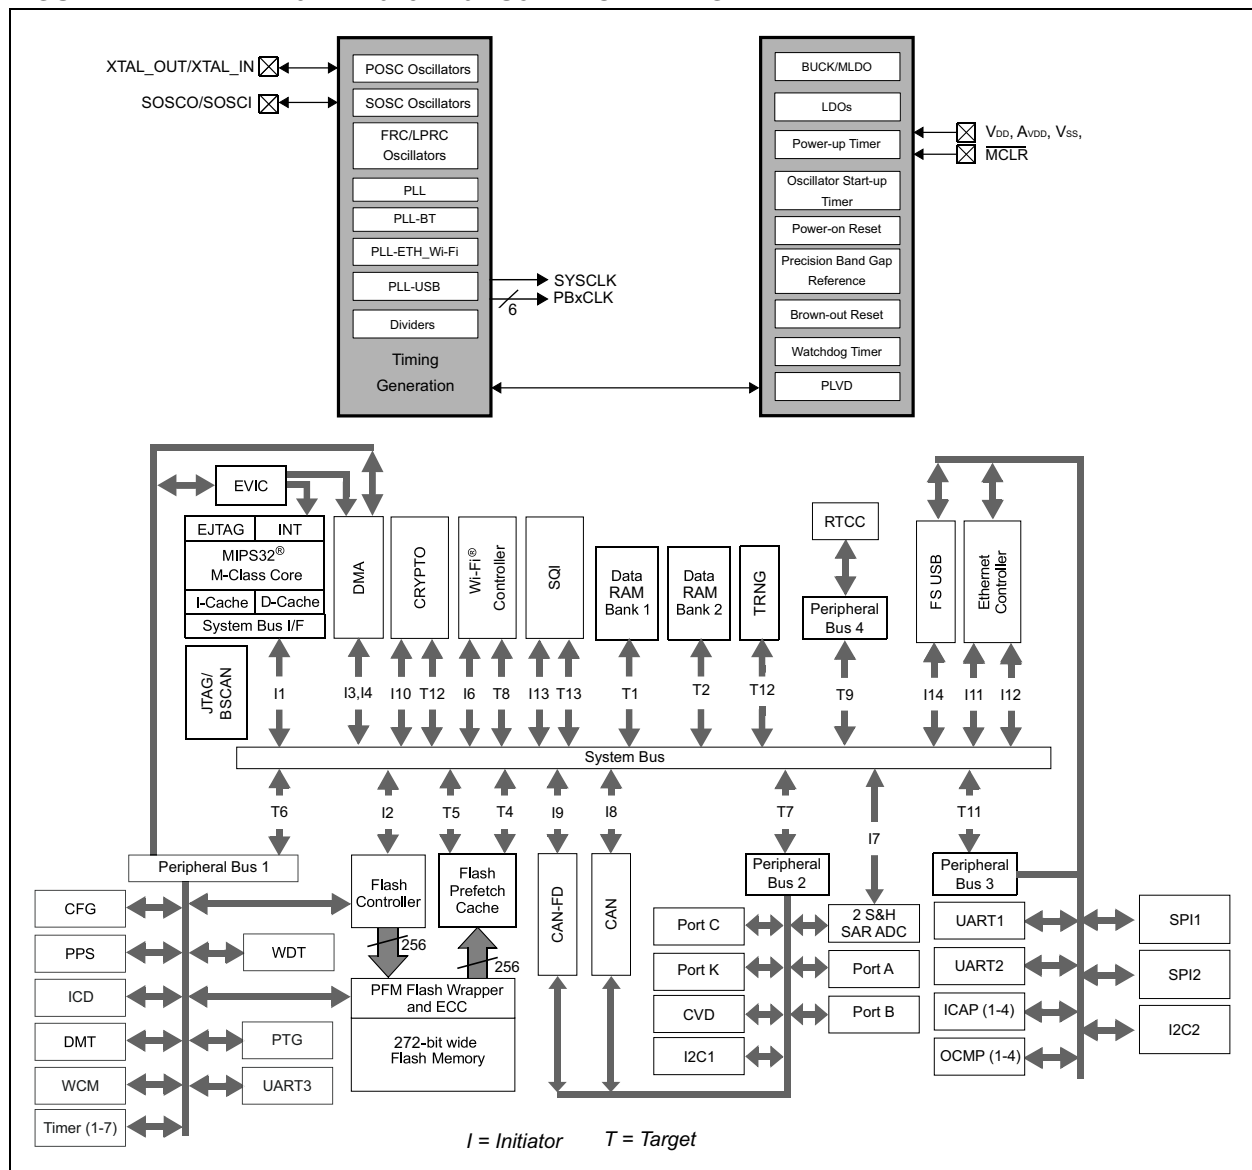 XTAL_OUT/XTAL_IN
SOSCO/SOSCI
POSC Oscillators
SOSC Oscillators
FRC/LPRC
Oscillators
PLL
PLL-BT
PLL-ETH_Wi-Fi
PLL-USB
Dividers
Timing
Generation
SYSCLK
PBxCLK
6
BUCK/MLDO
LDOs
Power-up Timer
Oscillator Start-up
Timer
Power-on Reset
Precision Band Gap
Reference
Brown-out Reset
Watchdog Timer
PLVD
VDD, AVDD, VSS,
MCLR
EVIC
EJTAG
INT
MIPS32®
M-Class Core
I-Cache
D-Cache
System Bus I/F
JTAG/
BSCAN
DMA
CRYPTO
Wi-Fi®
Controller
SQI
Data
RAM
Bank 1
Data
RAM
Bank 2
TRNG
RTCC
Peripheral
Bus 4
FS USB
Ethernet
Controller
I1
I3,I4
I10
T12
I6
T8
I13
T13
T1
T2
T12
T9
I14
I11
I12
System Bus
T6
I2
T5
T4
I9
I8
T7
I7
T11
Peripheral Bus 1
Flash
Controller
Flash
Prefetch
Cache
CAN-FD
CAN
Peripheral
Bus 2
Peripheral
Bus 3
CFG
PPS
ICD
DMT
WCM
Timer (1-7)
WDT
PTG
UART3
256
256
PFM Flash Wrapper
and ECC
272-bit wide
Flash Memory
Port C
Port K
CVD
I2C1
2 S&H
SAR ADC
Port A
Port B
UART1
UART2
ICAP (1-4)
OCMP (1-4)
SPI1
SPI2
I2C2
I = Initiator
T = Target